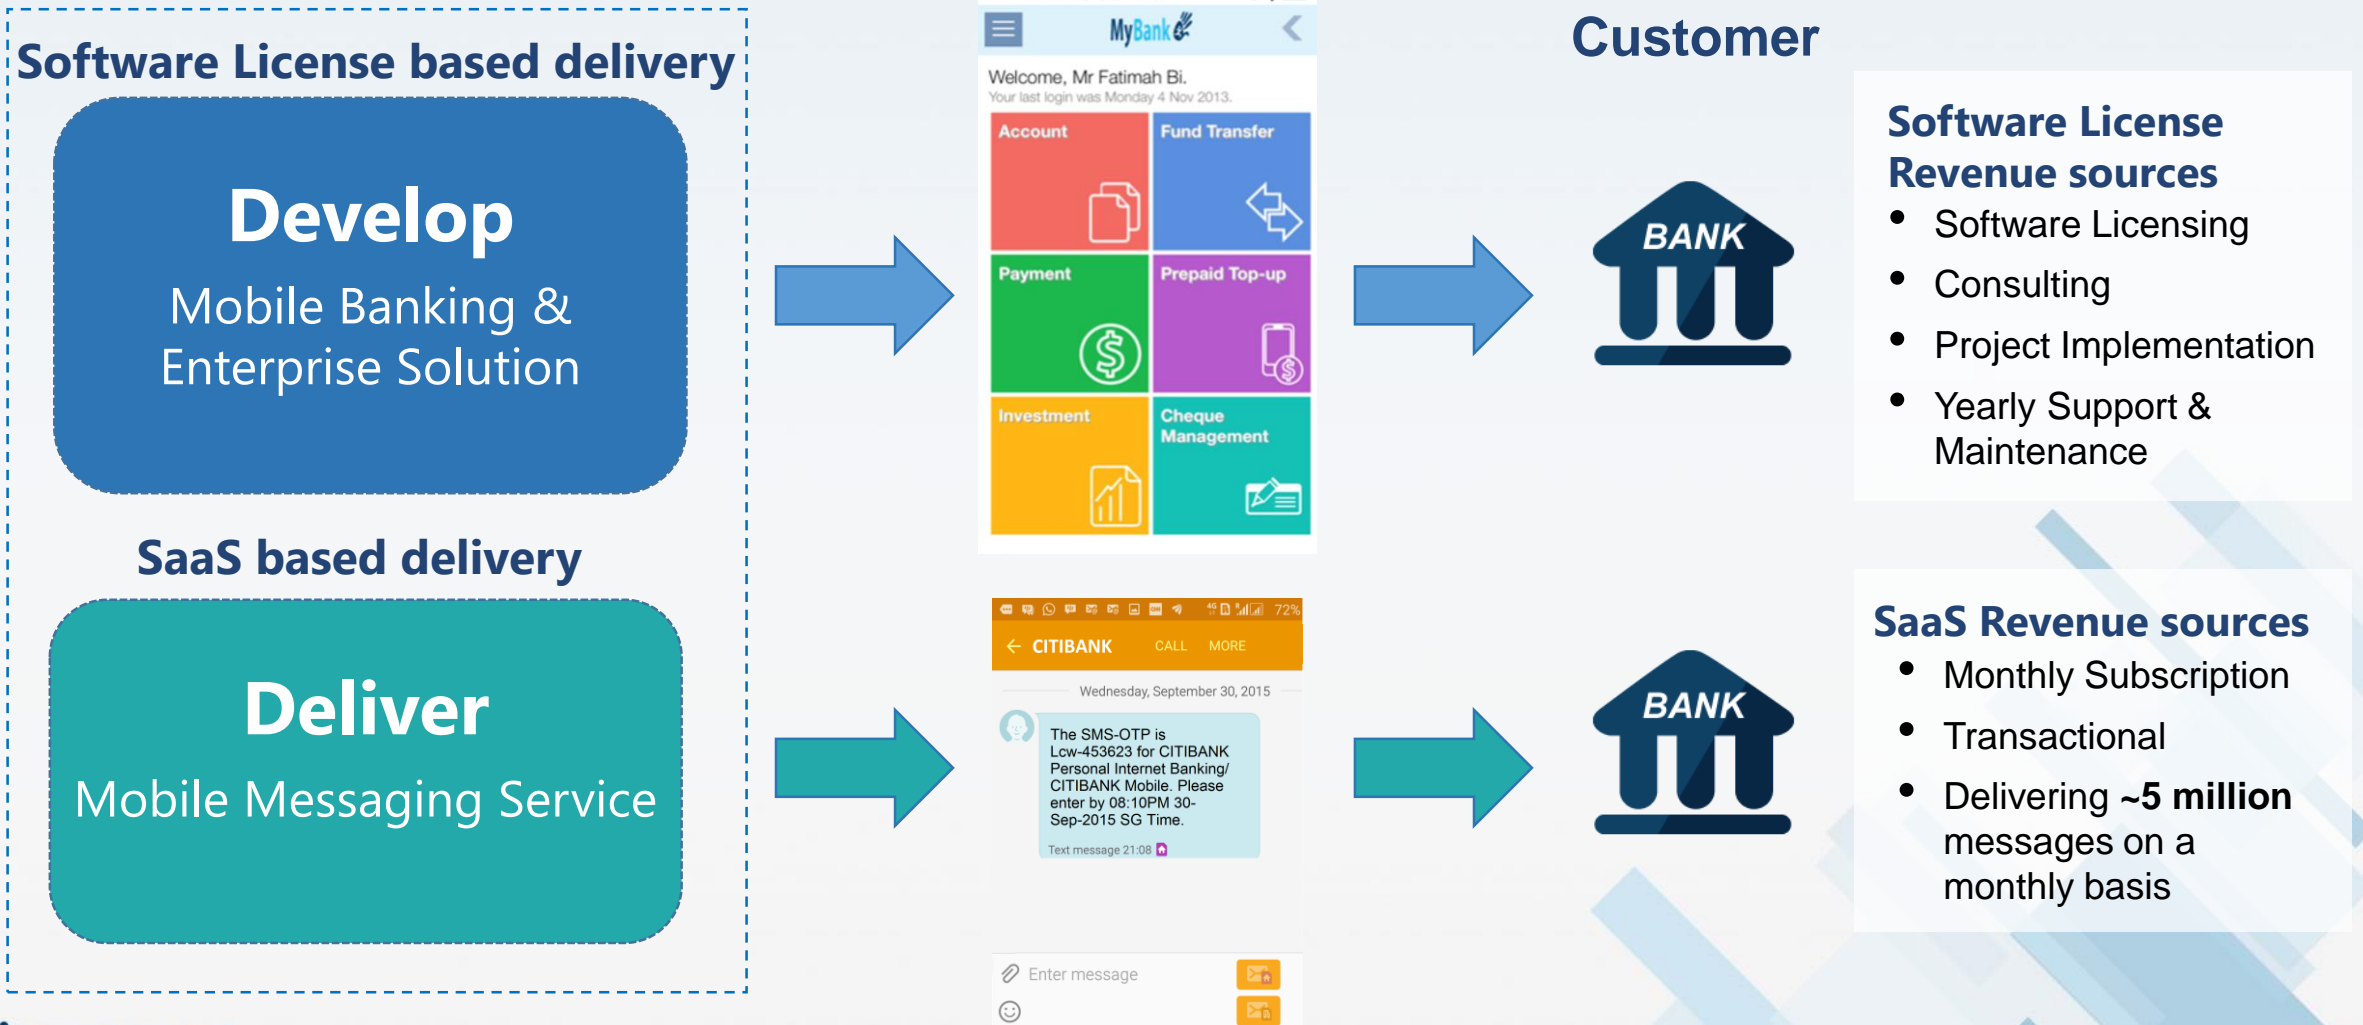 Software License based delivery
Develop
Mobile Banking &
Enterprise Solution
SaaS based delivery
Deliver
Mobile Messaging Service
MyBank
Welcome, Mr Fatimah Bi.
Your last login was Monday 4 Nov 2013.
Account
Fund Transfer
Payment
Prepaid Top-up
Investment
Cheque
Management
4G
72%
CITIBANK
CALL
MORE
Wednesday, September 30, 2015
The SMS-OTP is
Lcw-453623 for CITIBANK
Personal Internet Banking/
CITIBANK Mobile. Please
enter by 08:10PM 30-
Sep-2015 SG Time.
Text message 21:08
Enter message
Customer
BANK
BANK
Software License
Revenue sources
• Software Licensing
• Consulting
• Project Implementation
• Yearly Support &
Maintenance
SaaS Revenue sources
• Monthly Subscription
• Transactional
• Delivering ~5 million
messages on a
monthly basis